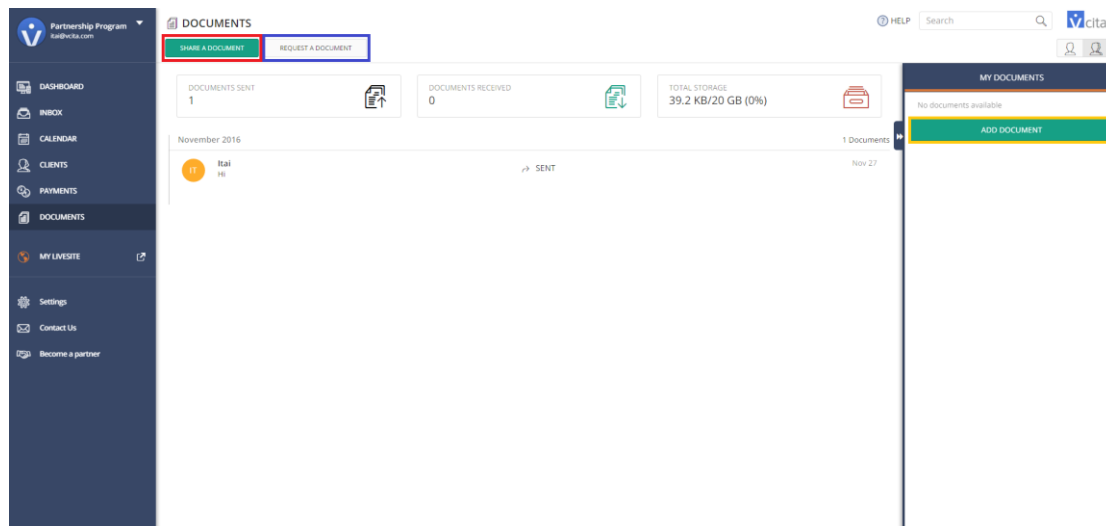 Partnership Program
itai@vcita.com
DASHBOARD
INBOX
CALENDAR
CLIENTS
PAYMENTS
DOCUMENTS
MY LIVESITE
Settings
Contact Us
Become a partner
DOCUMENTS
HELP
Search
vcita
SHARE A DOCUMENT
REQUEST A DOCUMENT
DOCUMENTS SENT
1
DOCUMENTS RECEIVED
0
TOTAL STORAGE
39.2 KB/20 GB (0%)
November 2016
1 Documents
IT
Itai
Hi
SENT
Nov 27
MY DOCUMENTS
No documents available
ADD DOCUMENT